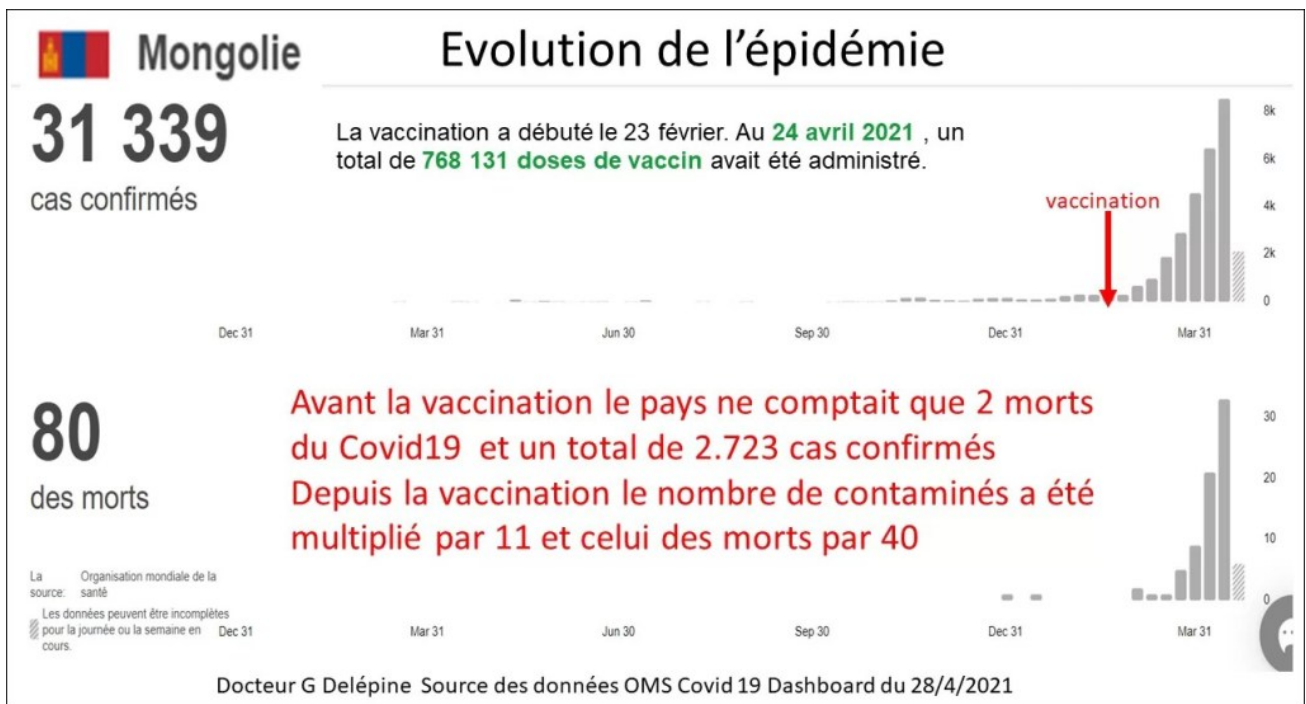 Mongolie
Evolution de l'épidémie
31 339
cas confirmés
La vaccination a débuté le 23 février. Au 24 avril 2021 , un
total de 768 131 doses de vaccin avait été administré.
vaccination
8k
6k
4k
2k
0
Dec 31
Mar 31
Jun 30
Sep 30
Dec 31
Mar 31
80
des morts
Avant la vaccination le pays ne comptait que 2 morts
du Covid19 et un total de 2.723 cas confirmés
Depuis la vaccination le nombre de contaminés a été
multiplié par 11 et celui des morts par 40
30
20
10
0
La source: Organisation mondiale de la santé
Les données peuvent être incomplètes
pour la journée ou la semaine en
cours.
Dec 31
Mar 31
Jun 30
Sep 30
Dec 31
Mar 31
Docteur G Delépine Source des données OMS Covid 19 Dashboard du 28/4/2021